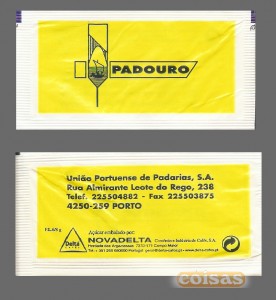 PADOURO
União Portuense de Padarias, S.A.
Rua Almirante Leote do Rego, 238
Telef. 225504882 - Fax 225503875
4250-259 PORTO
Açúcar embalado por:
Delta
NOVADELTA
coisas